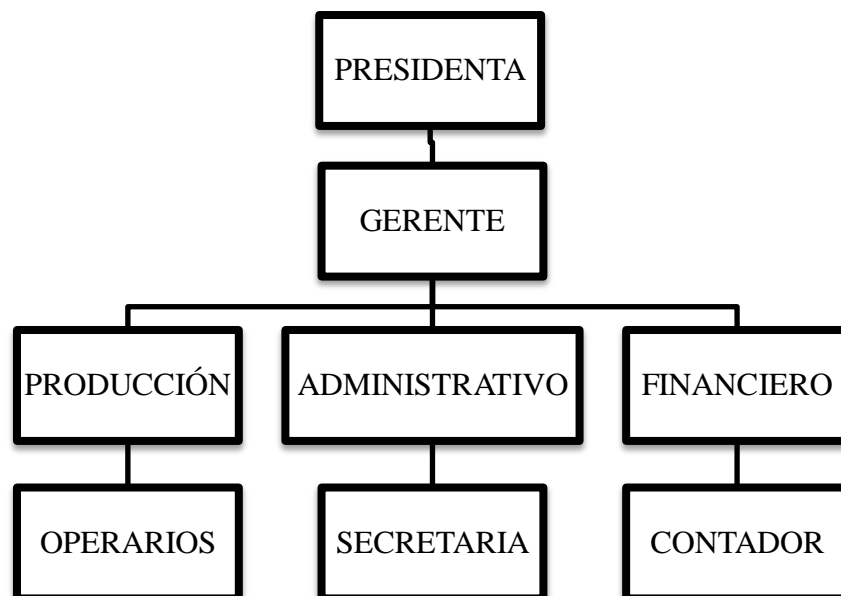 PRESIDENTA
GERENTE
PRODUCCIÓN
ADMINISTRATIVO
FINANCIERO
OPERARIOS
SECRETARIA
CONTADOR